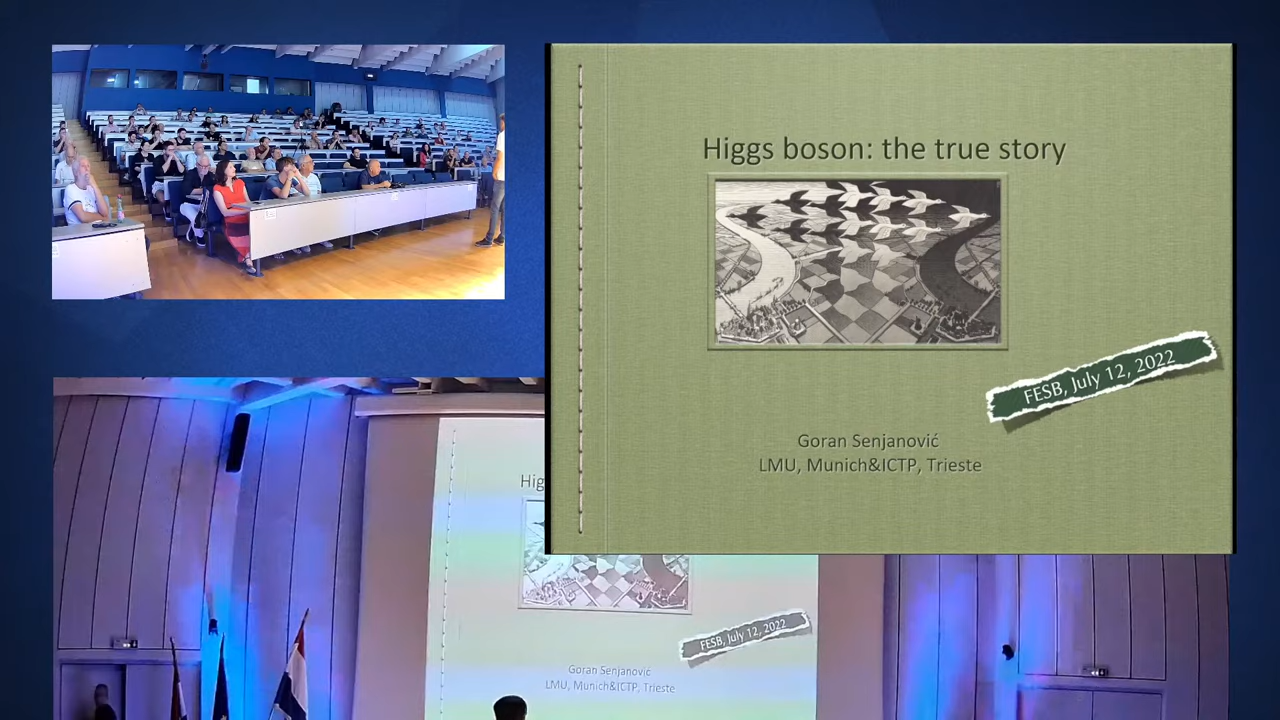 Higgs boson: the true story
FESB, July 12, 2022
Goran Senjanović
LMU, Munich&ICTP, Trieste
Hig
FESB, July 12, 2022
Goran Senjanović
LMU, Munich&ICTP, Trieste